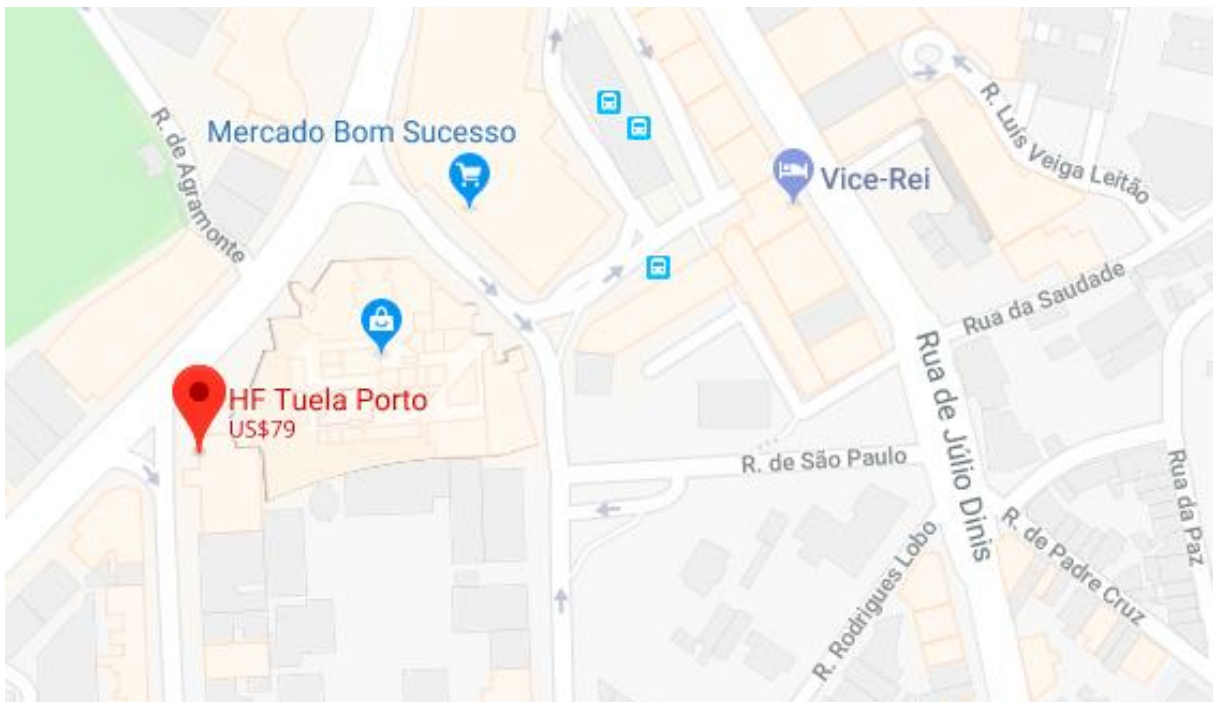 R. de Agramonte
Mercado Bom Sucesso
Vice-Rei
R. Luís Veiga Leitão
Rua da Saudade
HF Tuela Porto
US$79
Rua de Júlio Dinis
R. de São Paulo
Rua da Paz
R. de Padre Cruz
R. Rodrigues Lobo